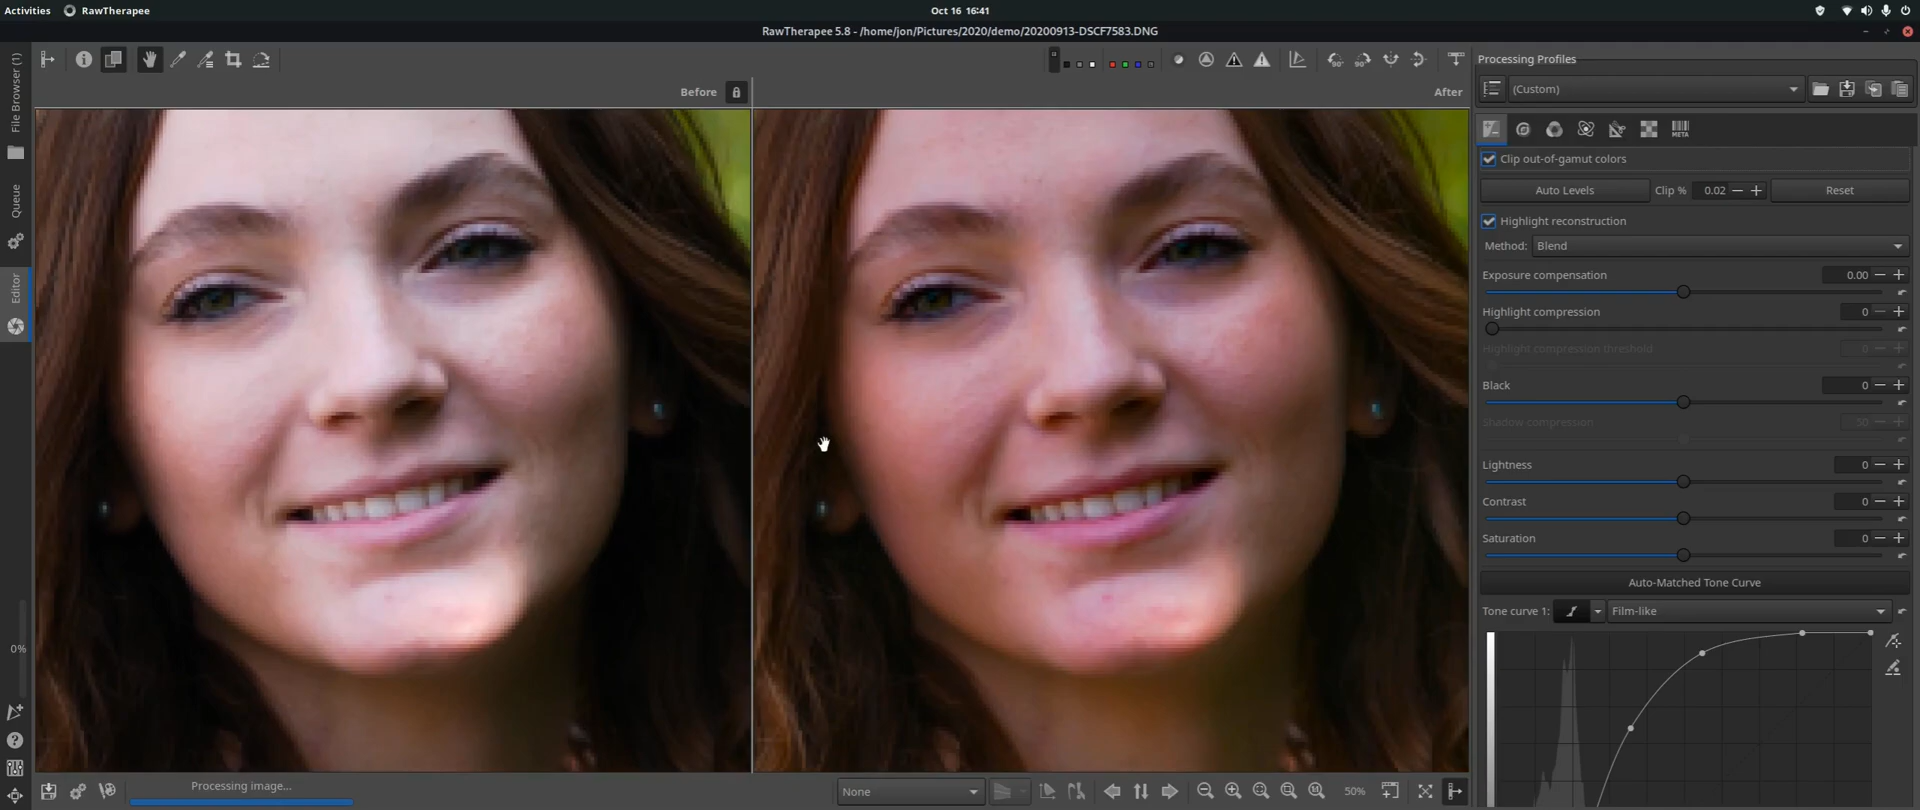 Activities RawTherapee Oct 16 16:41
RawTherapee 5.8 - /home/jon/Pictures/2020/demo/20200913-DSCF7583.DNG
File Browser (1)
Queue
Editor
0%
Before
After
Processing Profiles
(Custom)
META
Clip out-of-gamut colors
Auto Levels Clip % 0.02 Reset
Highlight reconstruction
Method: Blend
Exposure compensation 0.00
Highlight compression 0
Highlight compression threshold 0
Black 0
Shadow compression 50
Lightness 0
Contrast 0
Saturation 0
Auto-Matched Tone Curve
Tone curve 1: Film-like
Processing image...
None
50%